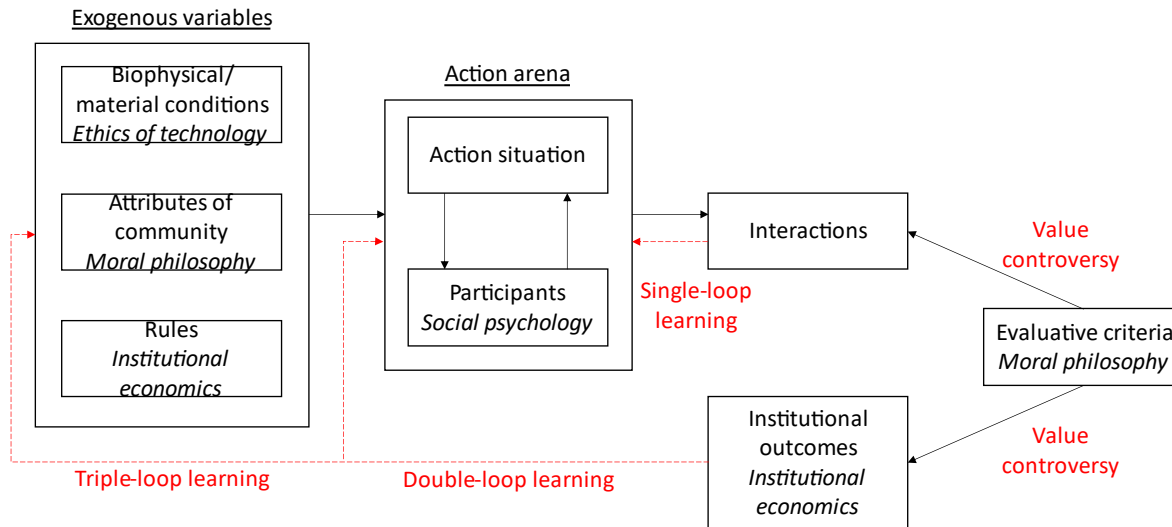 Exogenous variables
Biophysical/
material conditions
Ethics of technology
Attributes of
community
Moral philosophy
Rules
Institutional
economics
Action arena
Action situation
Participants
Social psychology
Interactions
Single-loop
learning
Value
controversy
Evaluative criteria
Moral philosophy
Value
controversy
Institutional
outcomes
Institutional
economics
Triple-loop learning
Double-loop learning